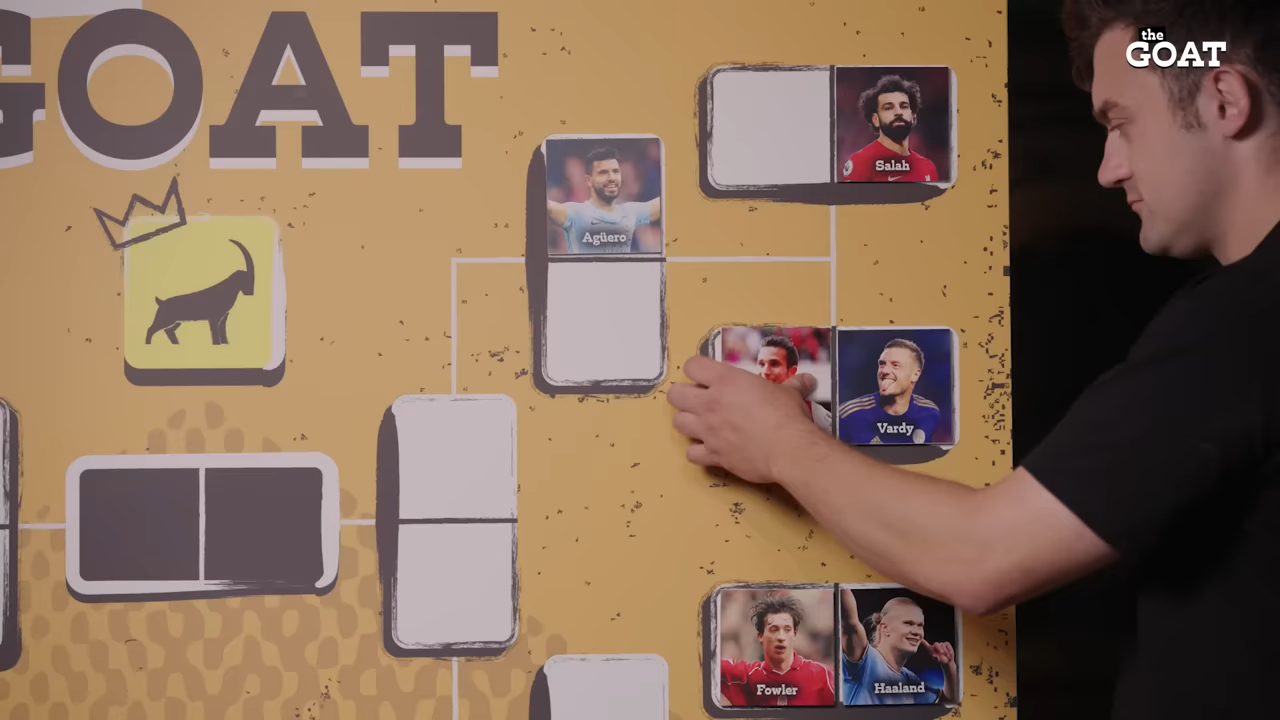 GOAT
the
GOAT
Salah
Agüero
Vardy
Fowler
Haaland